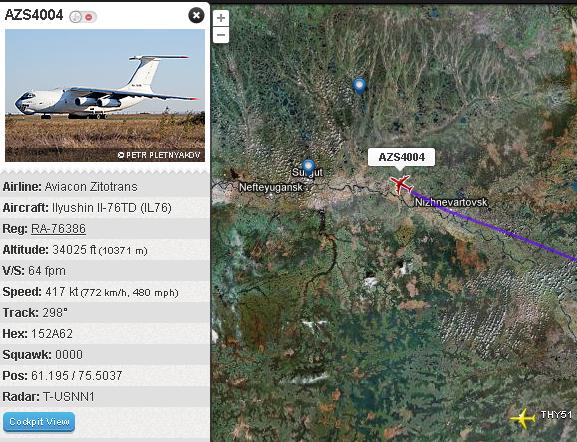 AZS4004
© PETR PLETNYAKOV
Airline: Aviacon Zitotrans
Aircraft: Ilyushin Il-76TD (IL76)
Reg: RA-76386
Altitude: 34025 ft (10371 m)
V/S: 64 fpm
Speed: 417 kt (772 km/h, 480 mph)
Track: 298°
Hex: 152A62
Squawk: 0000
Pos: 61.195 / 75.5037
Radar: T-USNN1
Cockpit View
+
−
AZS4004
Surgut
Nefteyugansk
Nizhnevartovsk
THY51